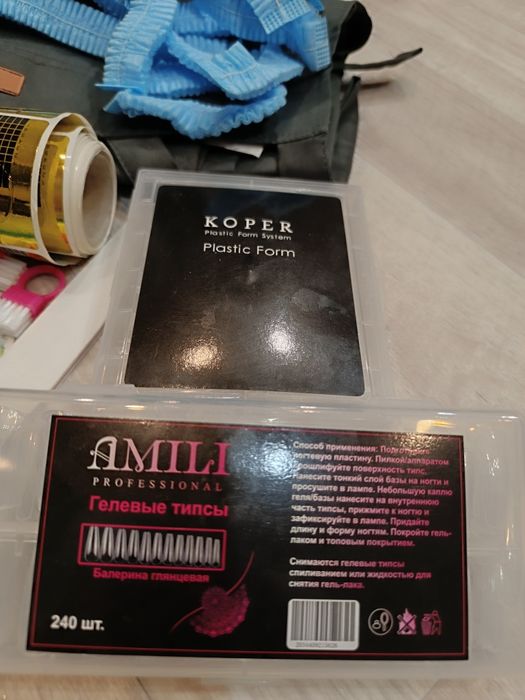 KOPER
Plastic Form System
Plastic Form
AMILI
PROFESSIONAL
Гелевые типсы
Балерина глянцевая
240 шт.
Способ применения: Подготовьте
ногтевую пластину. Пилкой/аппаратом
прошлифуйте поверхность типс.
Нанесите тонкий слой базы на ногти и
просушите в лампе. Небольшую каплю
геля/базы нанесите на внутреннюю
часть типсы, прижмите к ногтю и
зафиксируйте в лампе. Придайте
длину и форму ногтям. Покройте гель-
лаком и топовым покрытием.
Снимаются гелевые типсы
спиливанием или жидкостью для
снятия гель-лака.